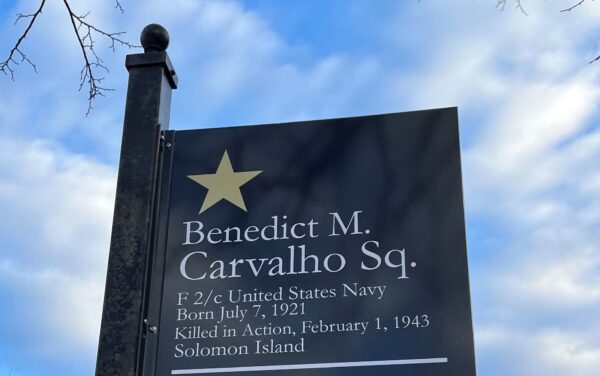 Benedict M.
Carvalho Sq.
F 2/c United States Navy
Born July 7, 1921
Killed in Action, February 1, 1943
Solomon Island